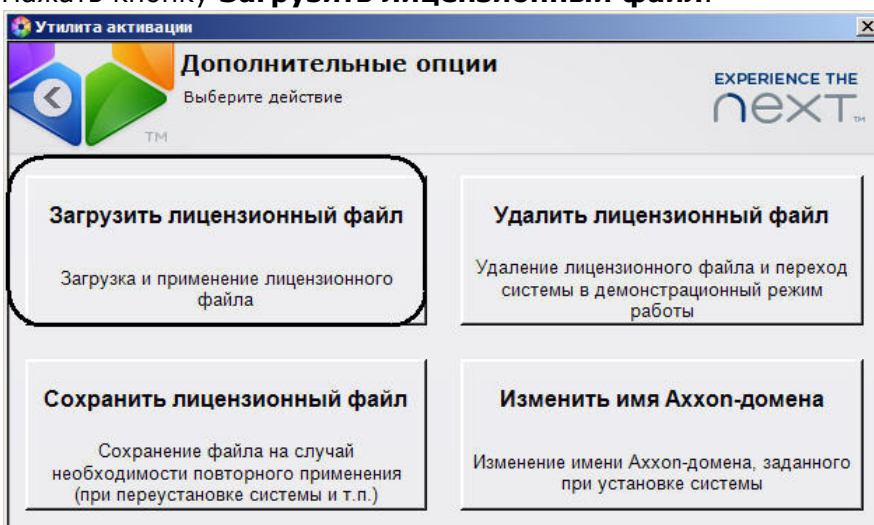 Нажать кнопку Загрузить лицензионный файл.
Утилита активации
Дополнительные опции
Выберите действие
EXPERIENCE THE
next™
TM
Загрузить лицензионный файл
Загрузка и применение лицензионного
файла
Удалить лицензионный файл
Удаление лицензионного файла и переход
системы в демонстрационный режим
работы
Сохранить лицензионный файл
Сохранение файла на случай
необходимости повторного применения
(при переустановке системы и т.п.)
Изменить имя Axxon-домена
Изменение имени Axxon-домена, заданного
при установке системы